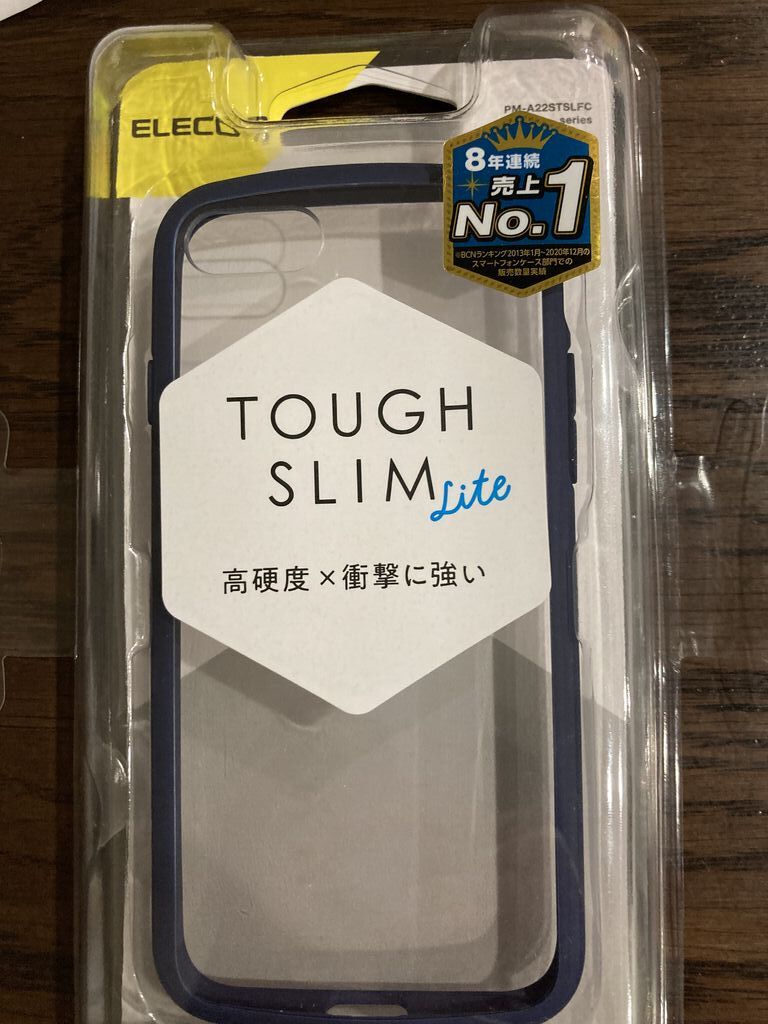 ELECO
PM-A22STSLFC
series
8年連続
売上
No.1
※BCNランキング2013年1月~2020年12月の
スマートフォンケース部門での
販売数量実績
TOUGH
SLIM Lite
高硬度×衝撃に強い